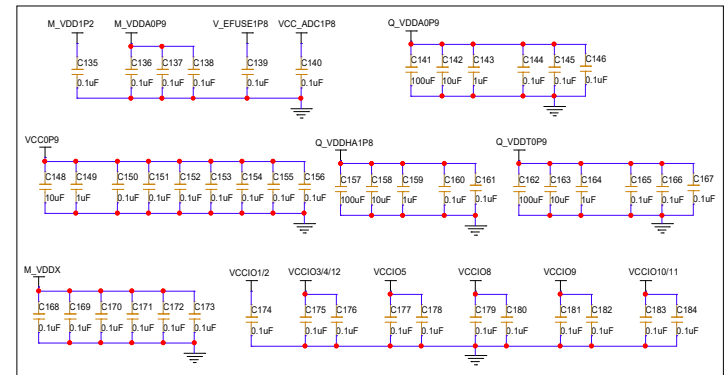 M_VDD1P2 M_VDDA0P9 V_EFUSE1P8 VCC_ADC1P8 Q_VDDA0P9
C135 C136 C137 C138 C139 C140 C141 C142 C143 C144 C145 C146
0.1uF 0.1uF 0.1uF 0.1uF 0.1uF 0.1uF 100uF 10uF 1uF 0.1uF 0.1uF 0.1uF
VCC0P9 Q_VDDHA1P8 Q_VDDT0P9
C148 C149 C150 C151 C152 C153 C154 C155 C156 C157 C158 C159 C160 C161 C162 C163 C164 C165 C166 C167
10uF 1uF 0.1uF 0.1uF 0.1uF 0.1uF 0.1uF 0.1uF 0.1uF 100uF 10uF 1uF 0.1uF 0.1uF 100uF 10uF 1uF 0.1uF 0.1uF 0.1uF
M_VDDX VCCIO1/2 VCCIO3/4/12 VCCIO5 VCCIO8 VCCIO9 VCCIO10/11
C168 C169 C170 C171 C172 C173 C174 C175 C176 C177 C178 C179 C180 C181 C182 C183 C184
0.1uF 0.1uF 0.1uF 0.1uF 0.1uF 0.1uF 0.1uF 0.1uF 0.1uF 0.1uF 0.1uF 0.1uF 0.1uF 0.1uF 0.1uF 0.1uF 0.1uF